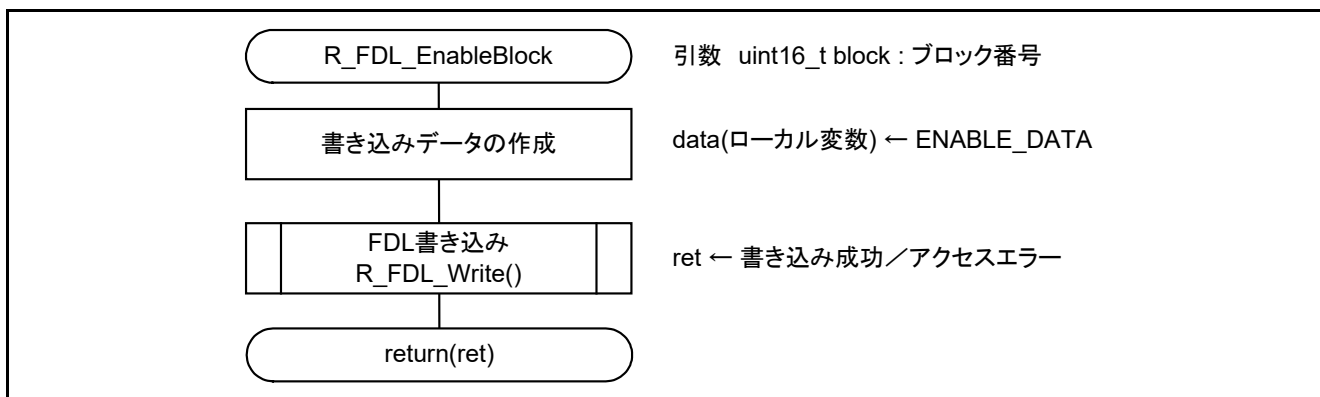 R_FDL_EnableBlock
引数 uint16_t block : ブロック番号
書き込みデータの作成
data(ローカル変数) ← ENABLE_DATA
FDL書き込み
R_FDL_Write()
ret ← 書き込み成功／アクセスエラー
return(ret)